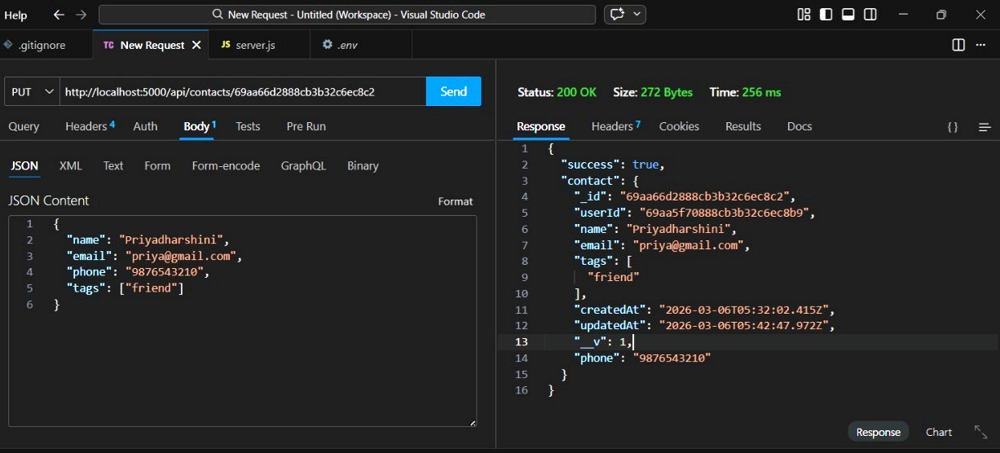 Help New Request - Untitled (Workspace) - Visual Studio Code
.gitignore TC New Request JS server.js .env
PUT http://localhost:5000/api/contacts/69aa66d2888cb3b32c6ec8c2 Send
Query Headers 4 Auth Body 1 Tests Pre Run
JSON XML Text Form Form-encode GraphQL Binary
JSON Content Format
1 {
2 "name": "Priyadharshini",
3 "email": "priya@gmail.com",
4 "phone": "9876543210",
5 "tags": ["friend"]
6 }
Status: 200 OK Size: 272 Bytes Time: 256 ms
Response Headers 7 Cookies Results Docs {}
1 {
2 "success": true,
3 "contact": {
4 "_id": "69aa66d2888cb3b32c6ec8c2",
5 "userId": "69aa5f70888cb3b32c6ec8b9",
6 "name": "Priyadharshini",
7 "email": "priya@gmail.com",
8 "tags": [
9 "friend"
10 ],
11 "createdAt": "2026-03-06T05:32:02.415Z",
12 "updatedAt": "2026-03-06T05:42:47.972Z",
13 "__v": 1,
14 "phone": "9876543210"
15 }
16 }
Response Chart